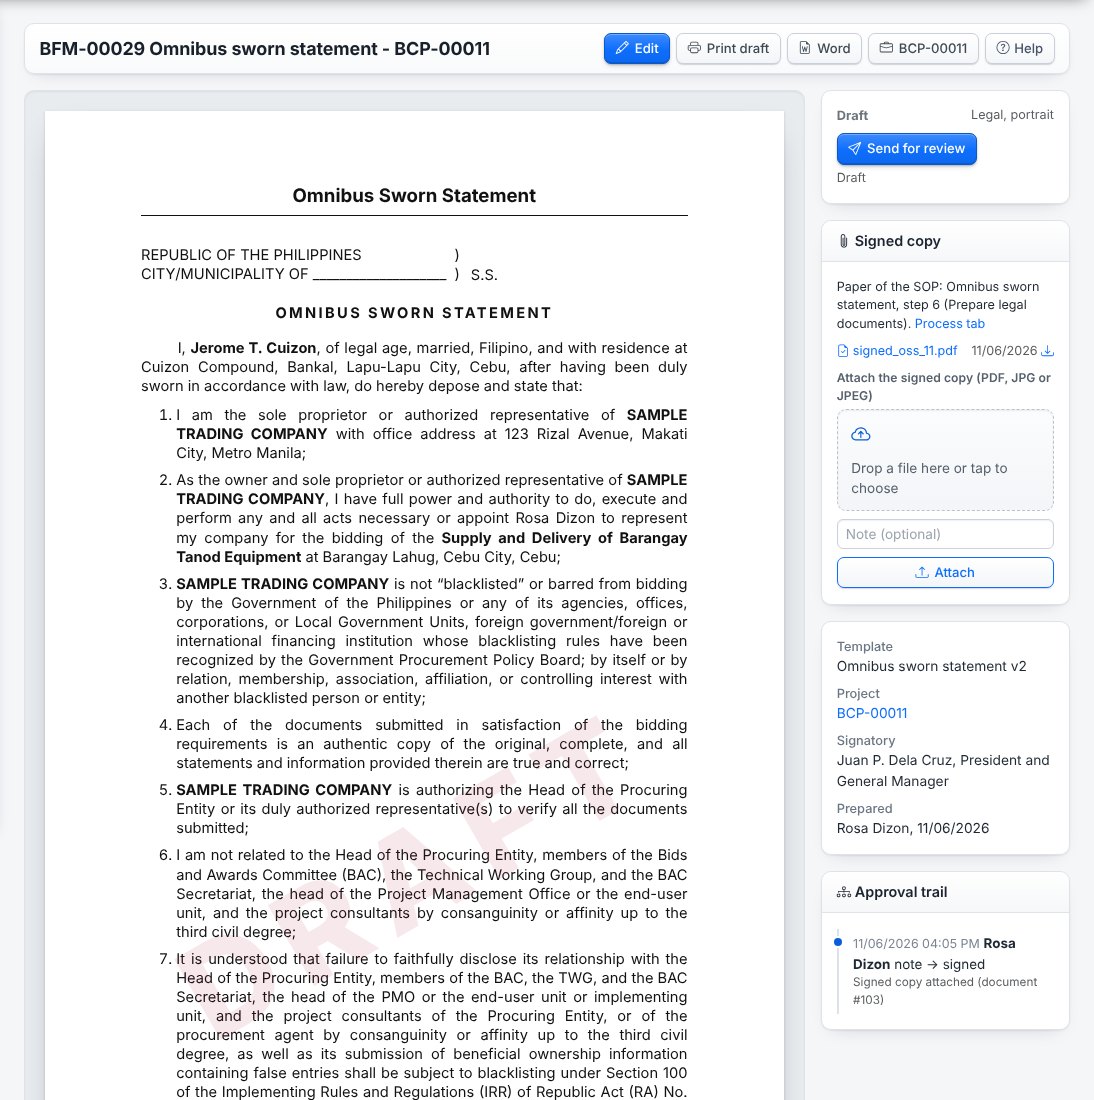 BFM-00029 Omnibus sworn statement - BCP-00011
Edit
Print draft
Word
BCP-00011
Help
Omnibus Sworn Statement
REPUBLIC OF THE PHILIPPINES )
CITY/MUNICIPALITY OF ___________________ ) S.S.
OMNIBUS SWORN STATEMENT
I, Jerome T. Cuizon, of legal age, married, Filipino, and with residence at
Cuizon Compound, Bankal, Lapu-Lapu City, Cebu, after having been duly
sworn in accordance with law, do hereby depose and state that:
1. I am the sole proprietor or authorized representative of SAMPLE
TRADING COMPANY with office address at 123 Rizal Avenue, Makati
City, Metro Manila;
2. As the owner and sole proprietor or authorized representative of SAMPLE
TRADING COMPANY, I have full power and authority to do, execute and
perform any and all acts necessary or appoint Rosa Dizon to represent
my company for the bidding of the Supply and Delivery of Barangay
Tanod Equipment at Barangay Lahug, Cebu City, Cebu;
3. SAMPLE TRADING COMPANY is not “blacklisted” or barred from bidding
by the Government of the Philippines or any of its agencies, offices,
corporations, or Local Government Units, foreign government/foreign or
international financing institution whose blacklisting rules have been
recognized by the Government Procurement Policy Board; by itself or by
relation, membership, association, affiliation, or controlling interest with
another blacklisted person or entity;
4. Each of the documents submitted in satisfaction of the bidding
requirements is an authentic copy of the original, complete, and all
statements and information provided therein are true and correct;
5. SAMPLE TRADING COMPANY is authorizing the Head of the Procuring
Entity or its duly authorized representative(s) to verify all the documents
submitted;
6. I am not related to the Head of the Procuring Entity, members of the Bids
and Awards Committee (BAC), the Technical Working Group, and the BAC
Secretariat, the head of the Project Management Office or the end-user
unit, and the project consultants by consanguinity or affinity up to the
third civil degree;
7. It is understood that failure to faithfully disclose its relationship with the
Head of the Procuring Entity, members of the BAC, the TWG, and the BAC
Secretariat, the head of the PMO or the end-user unit or implementing
unit, and the project consultants of the Procuring Entity, or of the
procurement agent by consanguinity or affinity up to the third civil
degree, as well as its submission of beneficial ownership information
containing false entries shall be subject to blacklisting under Section 100
of the Implementing Rules and Regulations (IRR) of Republic Act (RA) No.
DRAFT
Draft
Legal, portrait
Send for review
Draft
Signed copy
Paper of the SOP: Omnibus sworn
statement, step 6 (Prepare legal
documents). Process tab
signed_oss_11.pdf 11/06/2026
Attach the signed copy (PDF, JPG or
JPEG)
Drop a file here or tap to
choose
Note (optional)
Attach
Template
Omnibus sworn statement v2
Project
BCP-00011
Signatory
Juan P. Dela Cruz, President and
General Manager
Prepared
Rosa Dizon, 11/06/2026
Approval trail
11/06/2026 04:05 PM Rosa
Dizon note → signed
Signed copy attached (document
#103)